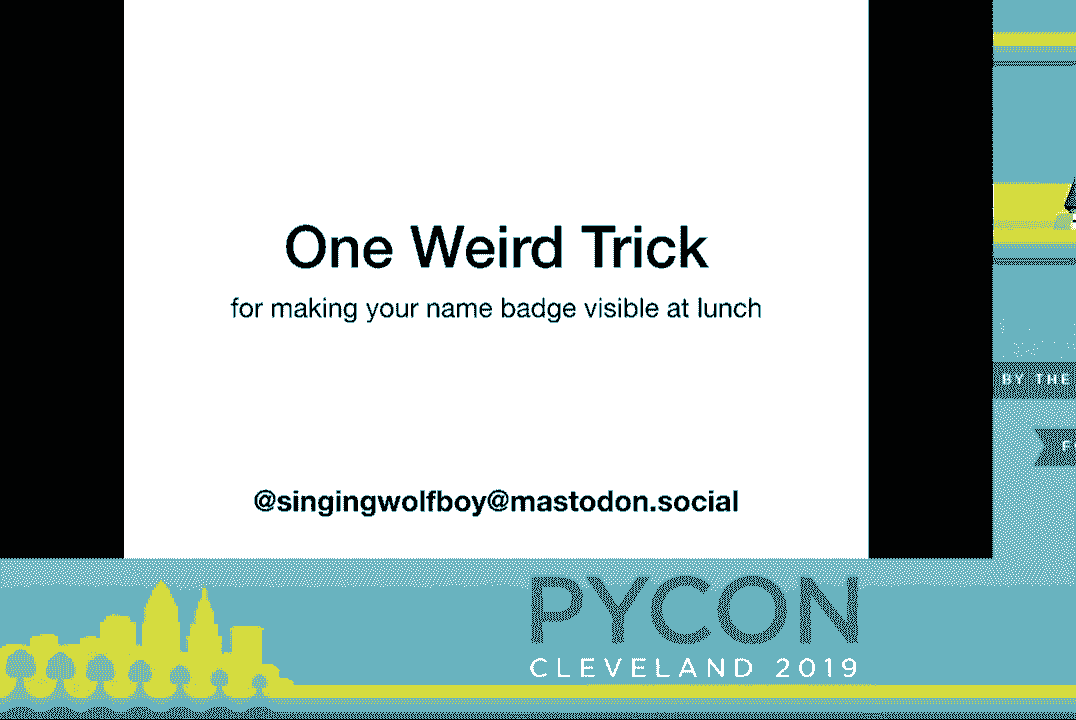 One Weird Trick
for making your name badge visible at lunch
@singingwolfboy@mastodon.social
BY THE
PYCON
CLEVELAND 2019